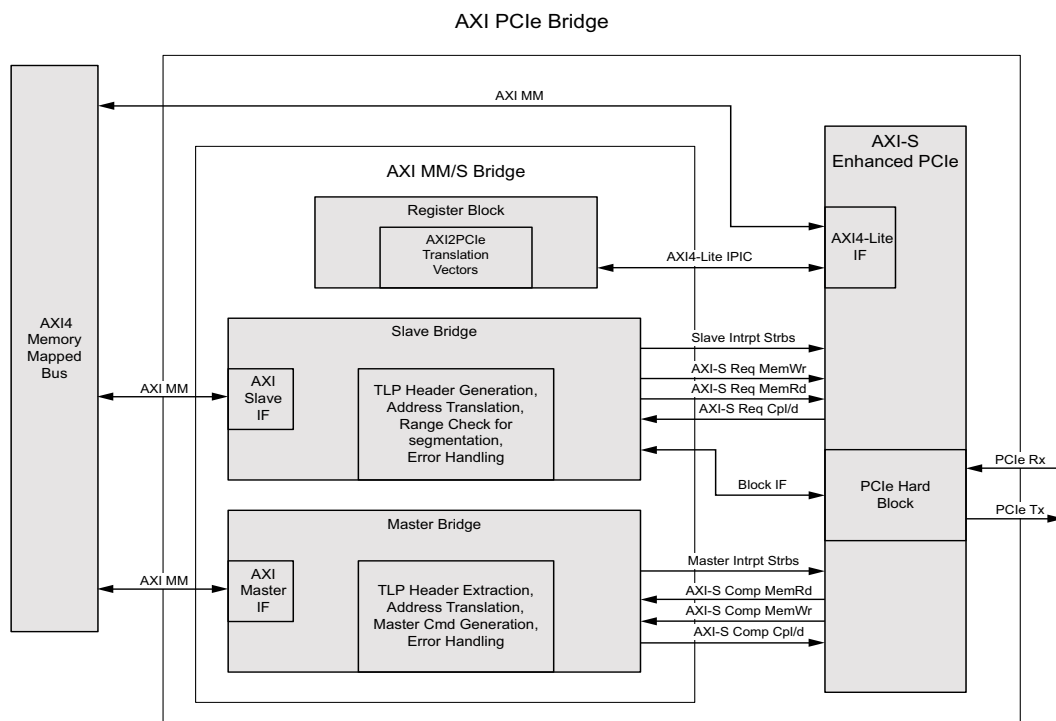 AXI PCIe Bridge
AXI MM
AXI-S
Enhanced PCIe
AXI MM/S Bridge
Register Block
AXI2PCIe
Translation
Vectors
AXI4-Lite
IF
AXI4-Lite IPIC
AXI4
Memory
Mapped
Bus
Slave Bridge
Slave Intrpt Strbs
AXI MM
AXI
Slave
IF
TLP Header Generation,
Address Translation,
Range Check for
segmentation,
Error Handling
AXI-S Req MemWr
AXI-S Req MemRd
AXI-S Req Cpl/d
Block IF
PCIe Hard
Block
PCIe Rx
PCIe Tx
Master Bridge
Master Intrpt Strbs
AXI MM
AXI
Master
IF
TLP Header Extraction,
Address Translation,
Master Cmd Generation,
Error Handling
AXI-S Comp MemRd
AXI-S Comp MemWr
AXI-S Comp Cpl/d